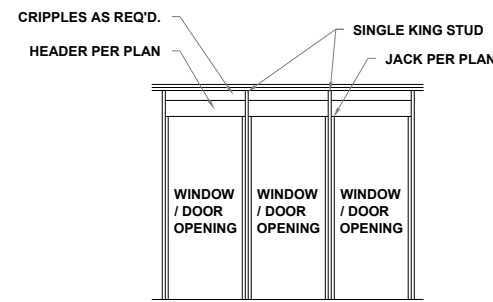 CRIPPLES AS REQ'D.
HEADER PER PLAN
SINGLE KING STUD
JACK PER PLAN
WINDOW
/ DOOR
OPENING
WINDOW
/ DOOR
OPENING
WINDOW
/ DOOR
OPENING